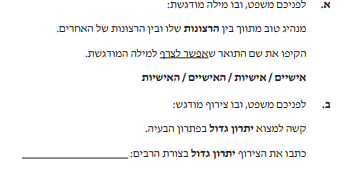 א. לפניכם משפט, ובו מילה מודגשת:
מנהיג טוב מתווך בין הרצונות שלו ובין הרצונות של האחרים.
הקיפו את שם התואר שאפשר לצרף למילה המודגשת.
אישיים / אישיות / האישיים / האישיות
ב. לפניכם משפט, ובו צירוף מודגש:
קשה למצוא יתרון גדול בפתרון הבעיה.
כתבו את הצירוף יתרון גדול בצורת הרבים: